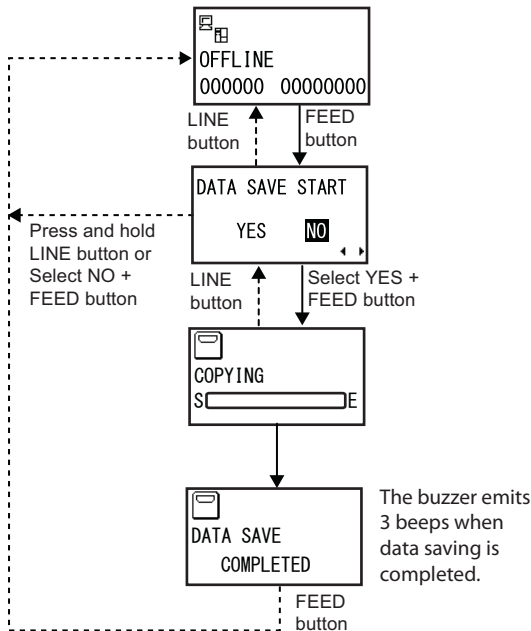 OFFLINE
000000 00000000
LINE
button
FEED
button
DATA SAVE START
YES NO
Press and hold
LINE button or
Select NO +
FEED button
LINE
button
Select YES +
FEED button
COPYING
S E
DATA SAVE
COMPLETED
The buzzer emits
3 beeps when
data saving is
completed.
FEED
button